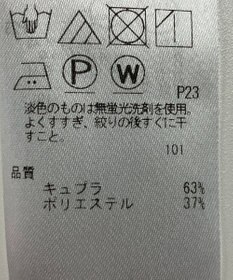 P
W
P23
淡色のものは無蛍光洗剤を使用。
よくすすぎ、絞りの後すぐに干
すこと。
101
品質
キュプラ 63%
ポリエステル 37%